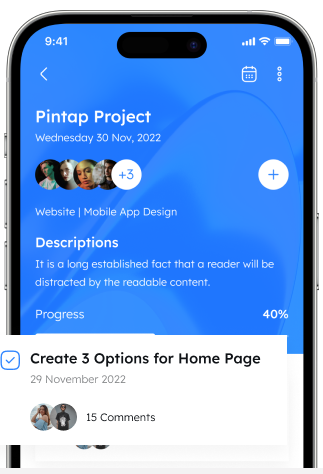 9:41
Pintap Project
Wednesday 30 Nov, 2022
+3
+
Website | Mobile App Design
Descriptions
It is a long established fact that a reader will be
distracted by the readable content.
Progress 40%
Create 3 Options for Home Page
29 November 2022
15 Comments